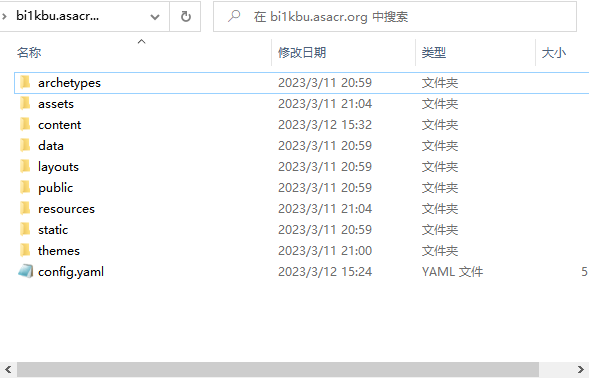 bi1kbu.asacr... 在 bi1kbu.asacr.org 中搜索
名称 修改日期 类型 大小
archetypes 2023/3/11 20:59 文件夹
assets 2023/3/11 21:04 文件夹
content 2023/3/12 15:32 文件夹
data 2023/3/11 20:59 文件夹
layouts 2023/3/11 20:59 文件夹
public 2023/3/11 20:59 文件夹
resources 2023/3/11 21:04 文件夹
static 2023/3/11 20:59 文件夹
themes 2023/3/11 21:00 文件夹
config.yaml 2023/3/12 15:24 YAML 文件 5